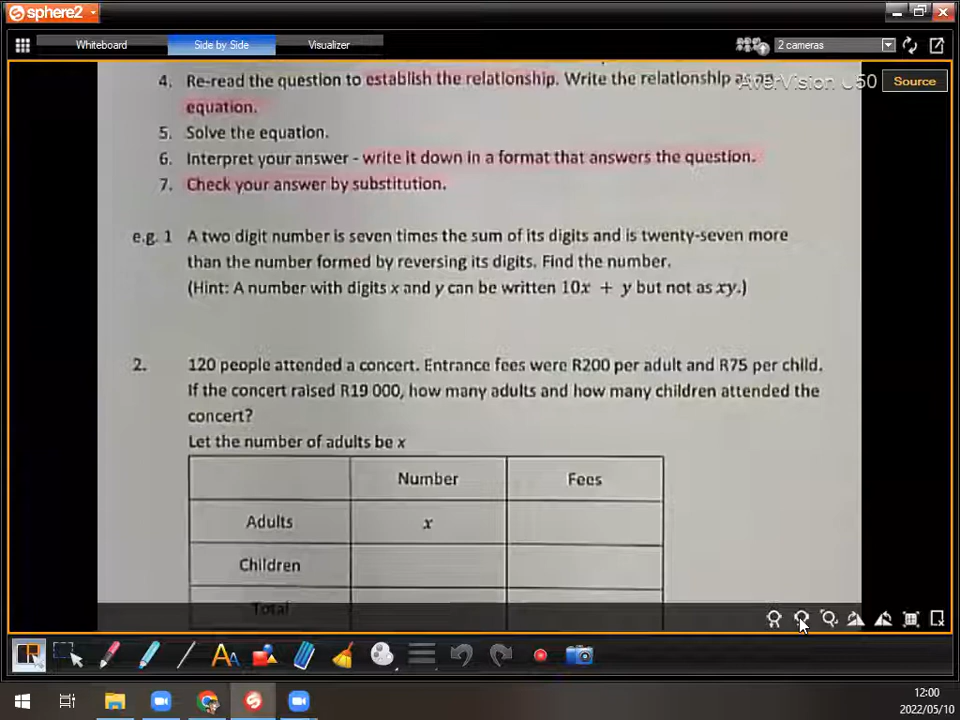 sphere2
Whiteboard
Side by Side
Visualizer
2 cameras
50
Source
4. Re-read the question to establish the relationship. Write the relationship as an
equation.
5. Solve the equation.
6. Interpret your answer - write it down in a format that answers the question.
7. Check your answer by substitution.
e.g. 1 A two digit number is seven times the sum of its digits and is twenty-seven more
than the number formed by reversing its digits. Find the number.
(Hint: A number with digits x and y can be written 10x + y but not as xy.)
2. 120 people attended a concert. Entrance fees were R200 per adult and R75 per child.
If the concert raised R19 000, how many adults and how many children attended the
concert?
Let the number of adults be x
Number Fees
Adults x
Children
Total
12:00
2022/05/10